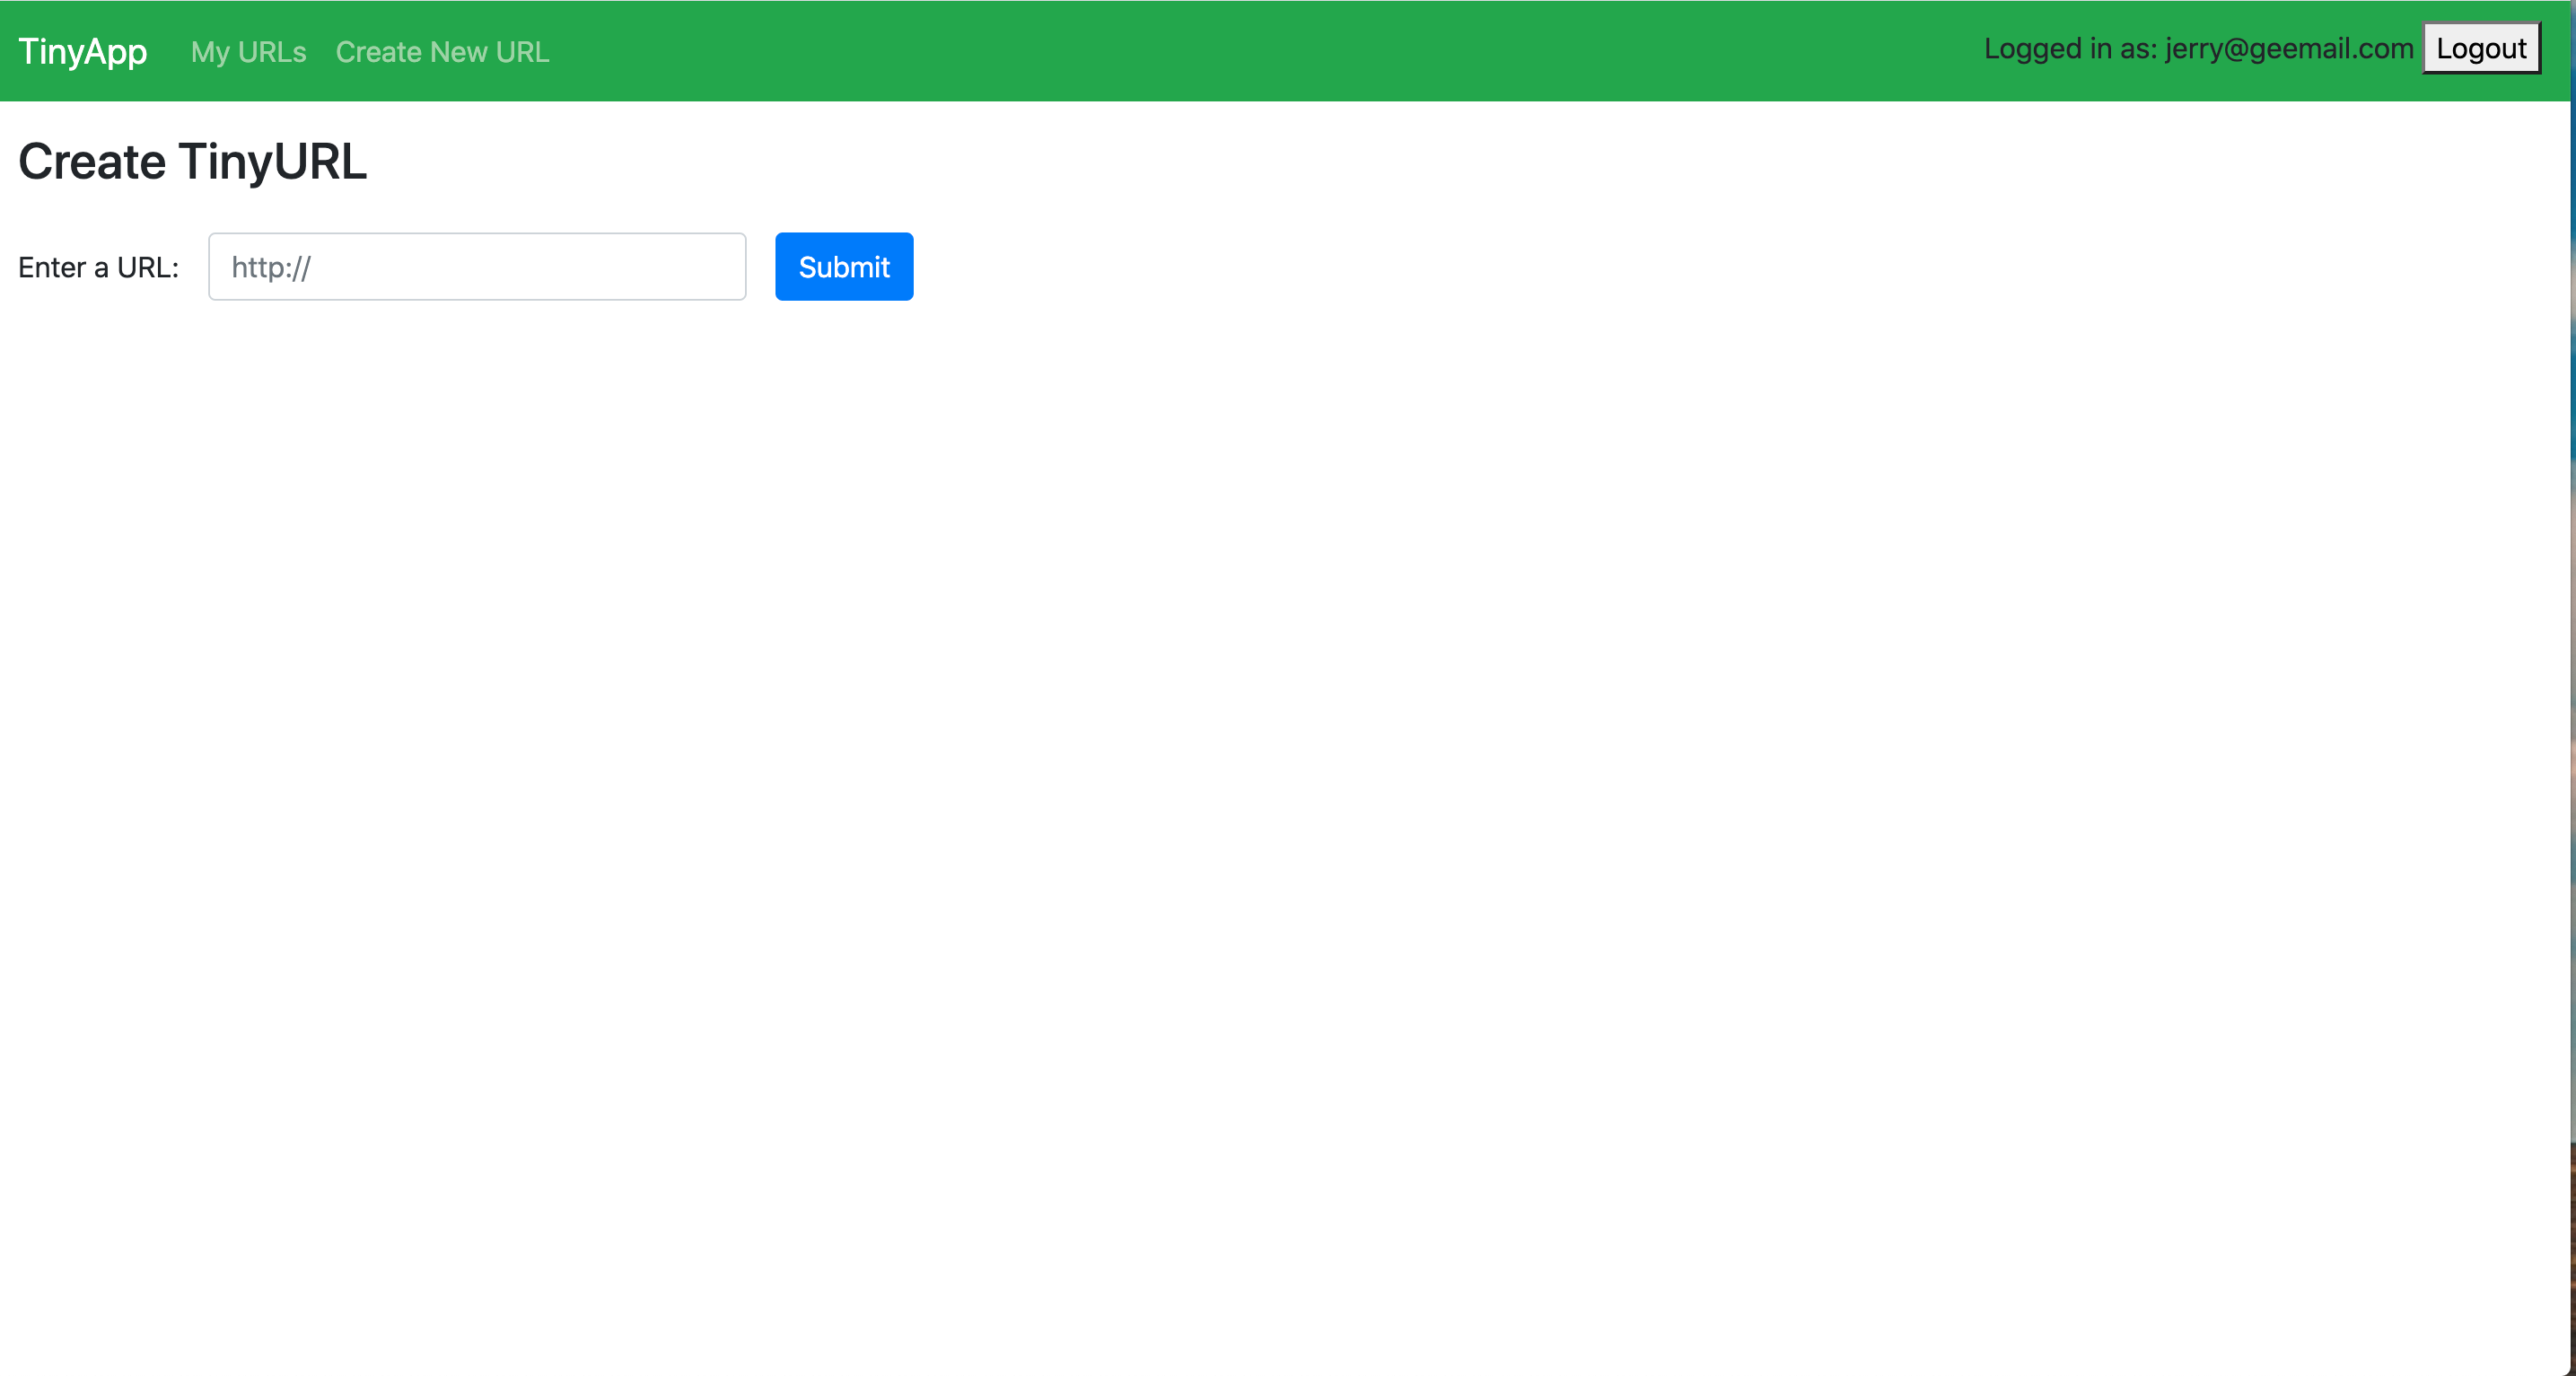 TinyApp My URLs Create New URL Logged in as: jerry@geemail.com Logout
Create TinyURL
Enter a URL: http:// Submit